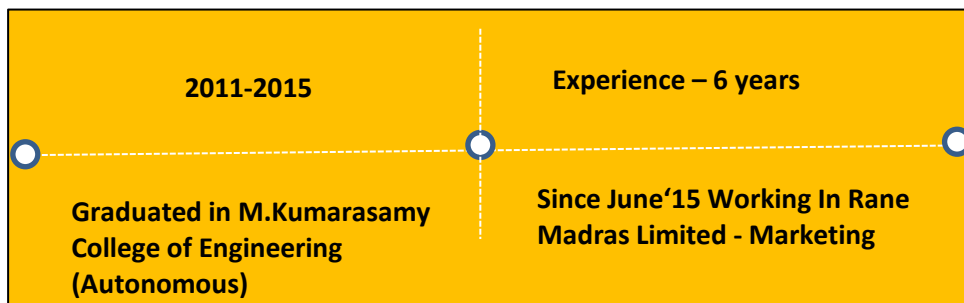 2011-2015
Graduated in M.Kumarasamy
College of Engineering
(Autonomous)
Experience – 6 years
Since June‘15 Working In Rane
Madras Limited - Marketing